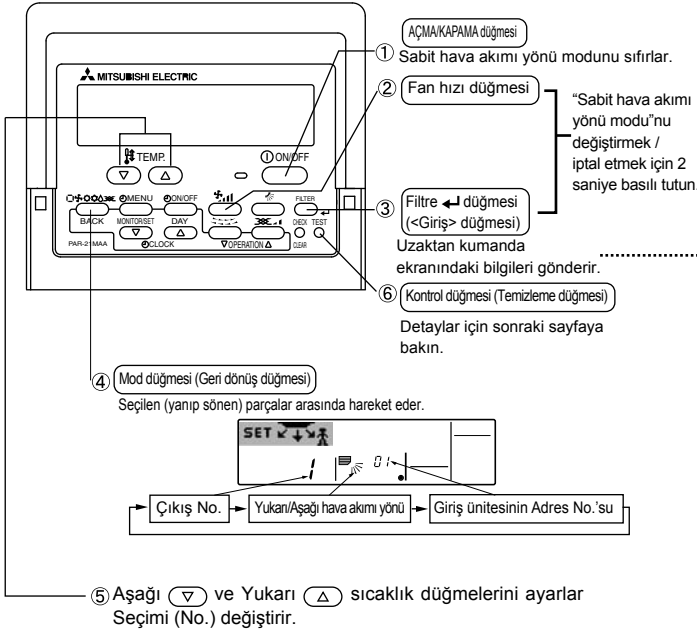 AÇMA/KAPAMA düğmesi
① Sabit hava akımı yönü modunu sıfırlar.
② Fan hızı düğmesi
“Sabit hava akımı
yönü modu”nu
değiştirmek /
iptal etmek için 2
saniye basılı tutun.
③ Filtre ↵ düğmesi
(<Giriş> düğmesi)
Uzaktan kumanda
ekranındaki bilgileri gönderir.
⑥ Kontrol düğmesi (Temizleme düğmesi)
Detaylar için sonraki sayfaya
bakın.
MITSUBISHI ELECTRIC
TEMP.
ON/OFF
MENU ON/OFF FILTER
BACK MONITOR/SET DAY CHECK TEST
PAR-21MAA CLOCK ▽ OPERATION △ CLEAR
④ Mod düğmesi (Geri dönüş düğmesi)
Seçilen (yanıp sönen) parçalar arasında hareket eder.
SET
1 01
Çıkış No. Yukarı/Aşağı hava akımı yönü Giriş ünitesinin Adres No.'su
⑤ Aşağı ▽ ve Yukarı △ sıcaklık düğmelerini ayarlar
Seçimi (No.) değiştirir.